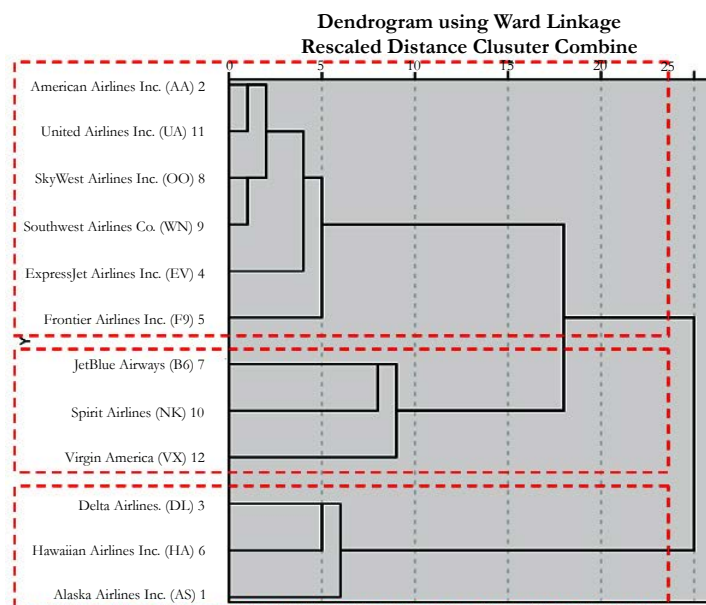 Dendrogram using Ward Linkage
Rescaled Distance Clusuter Combine
0 5 10 15 20 25
American Airlines Inc. (AA) 2
United Airlines Inc. (UA) 11
SkyWest Airlines Inc. (OO) 8
Southwest Airlines Co. (WN) 9
ExpressJet Airlines Inc. (EV) 4
Frontier Airlines Inc. (F9) 5
Y
JetBlue Airways (B6) 7
Spirit Airlines (NK) 10
Virgin America (VX) 12
Delta Airlines. (DL) 3
Hawaiian Airlines Inc. (HA) 6
Alaska Airlines Inc. (AS) 1